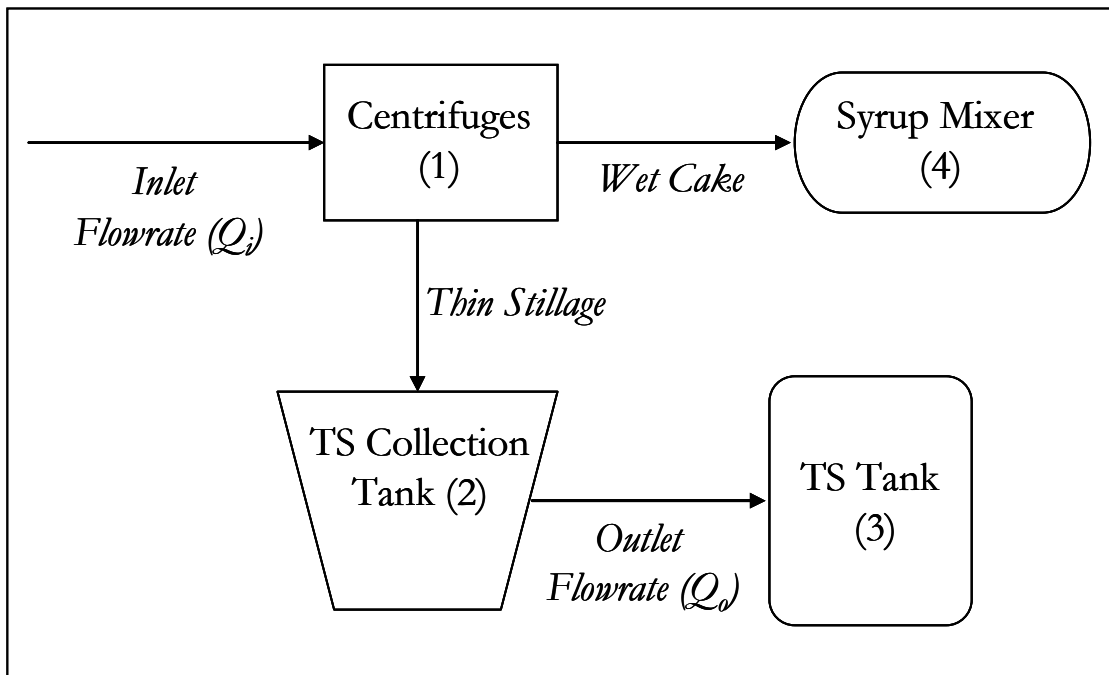 Centrifuges
(1)
Syrup Mixer
(4)
Inlet
Flowrate (Qi)
Wet Cake
Thin Stillage
TS Collection
Tank (2)
TS Tank
(3)
Outlet
Flowrate (Qo)